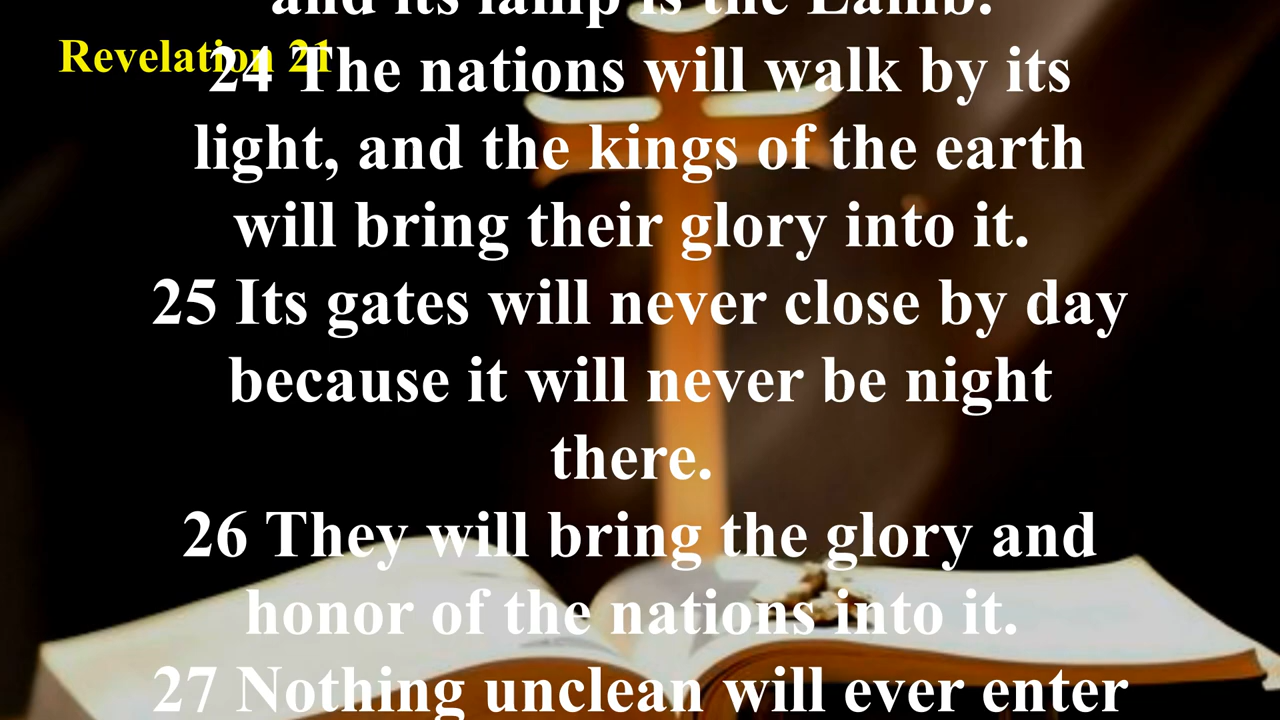 and its lamp is the Lamb.
Revelation 21
24 The nations will walk by its
light, and the kings of the earth
will bring their glory into it.
25 Its gates will never close by day
because it will never be night
there.
26 They will bring the glory and
honor of the nations into it.
27 Nothing unclean will ever enter